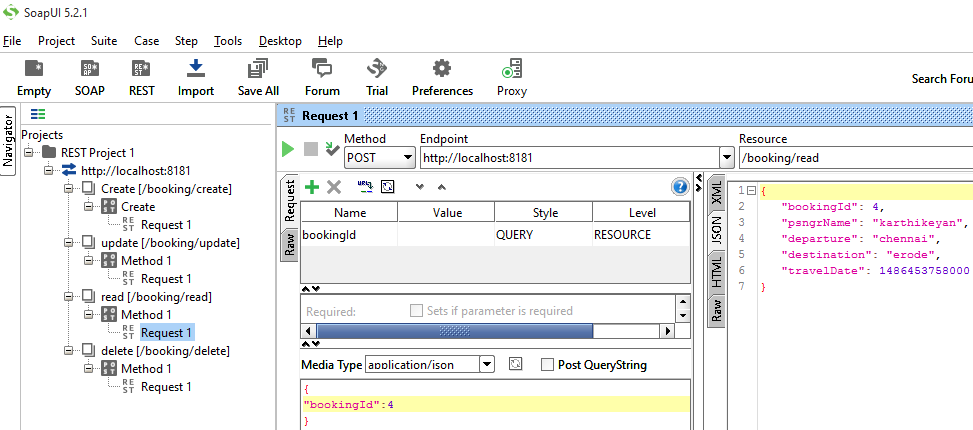 SoapUI 5.2.1
File Project Suite Case Step Tools Desktop Help
Empty SOAP REST Import Save All Forum Trial Preferences Proxy
Search Foru
Navigator
Projects
REST Project 1
http://localhost:8181
Create [/booking/create]
Create
Request 1
update [/booking/update]
Method 1
Request 1
read [/booking/read]
Method 1
Request 1
delete [/booking/delete]
Method 1
Request 1
Request 1
Method Endpoint Resource
POST http://localhost:8181 /booking/read
Request
Raw
Name Value Style Level
bookingId QUERY RESOURCE
Required: Sets if parameter is required
Media Type application/json Post QueryString
{
"bookingId":4
}
XML
JSON
HTML
Raw
1 {
2 "bookingId": 4,
3 "psngrName": "karthikeyan",
4 "departure": "chennai",
5 "destination": "erode",
6 "travelDate": 1486453758000
7 }